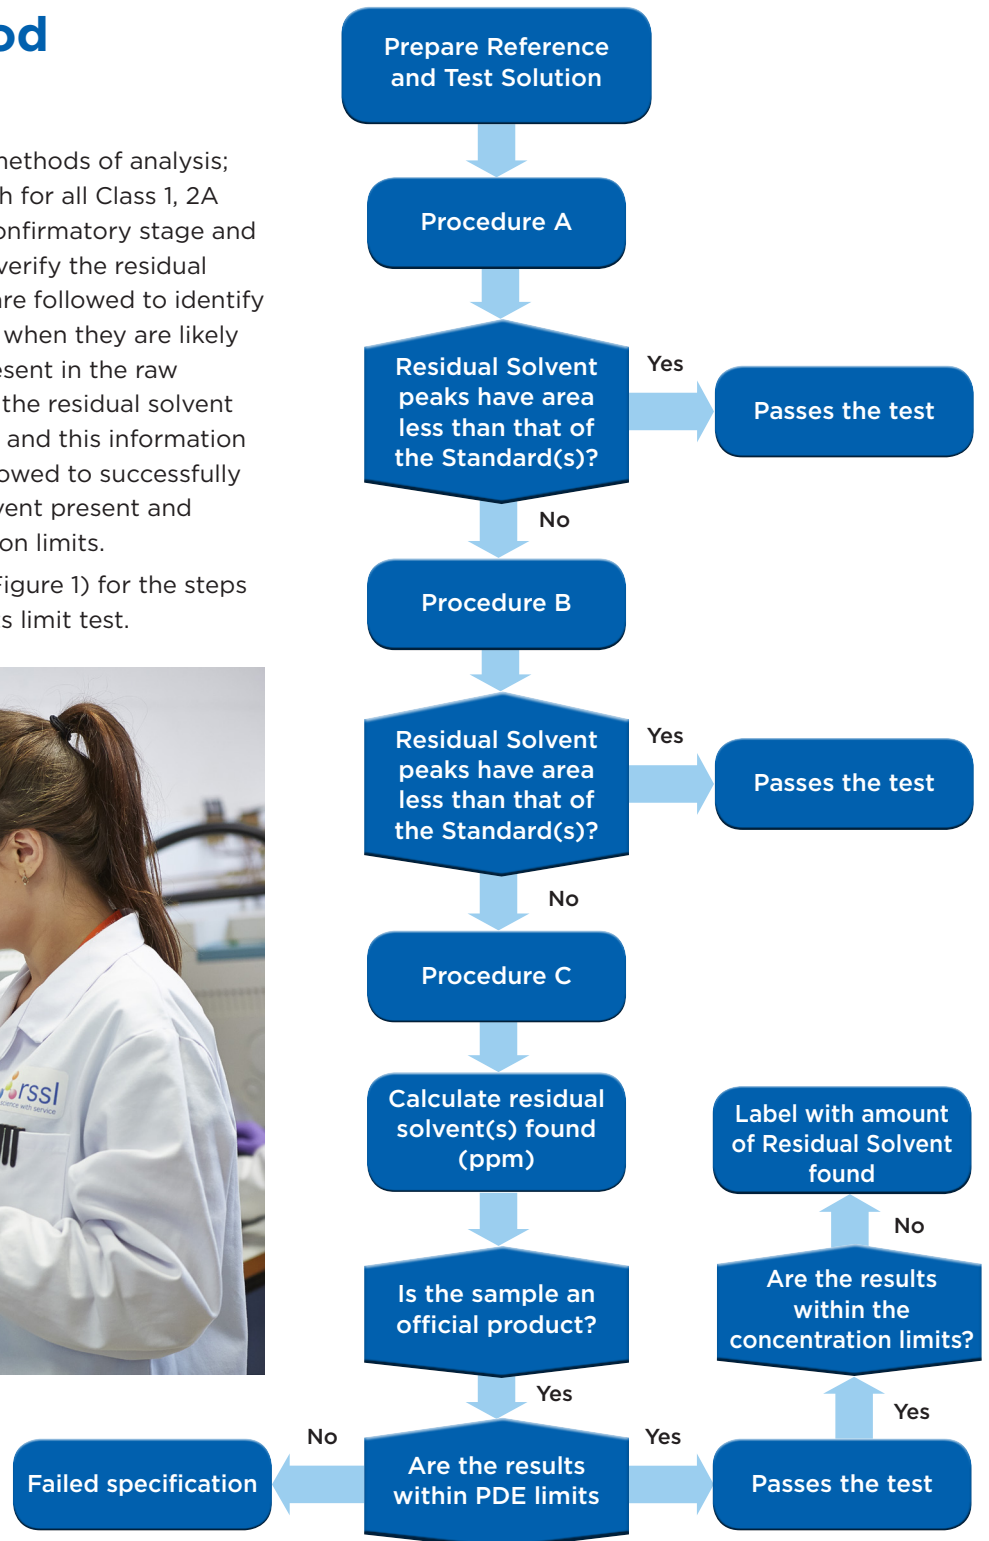 od
nethods of analysis;
h for all Class 1, 2A
onfirmatory stage and
verify the residual
are followed to identify
when they are likely
esent in the raw
the residual solvent
and this information
owed to successfully
vent present and
on limits.
Figure 1) for the steps
s limit test.
rssl
science with service
Prepare Reference
and Test Solution
Procedure A
Residual Solvent
peaks have area
less than that of
the Standard(s)?
Yes
Passes the test
No
Procedure B
Residual Solvent
peaks have area
less than that of
the Standard(s)?
Yes
Passes the test
No
Procedure C
Calculate residual
solvent(s) found
(ppm)
Is the sample an
official product?
Yes
Are the results
within PDE limits
No
Failed specification
Yes
Passes the test
Yes
Are the results
within the
concentration limits?
No
Label with amount
of Residual Solvent
found